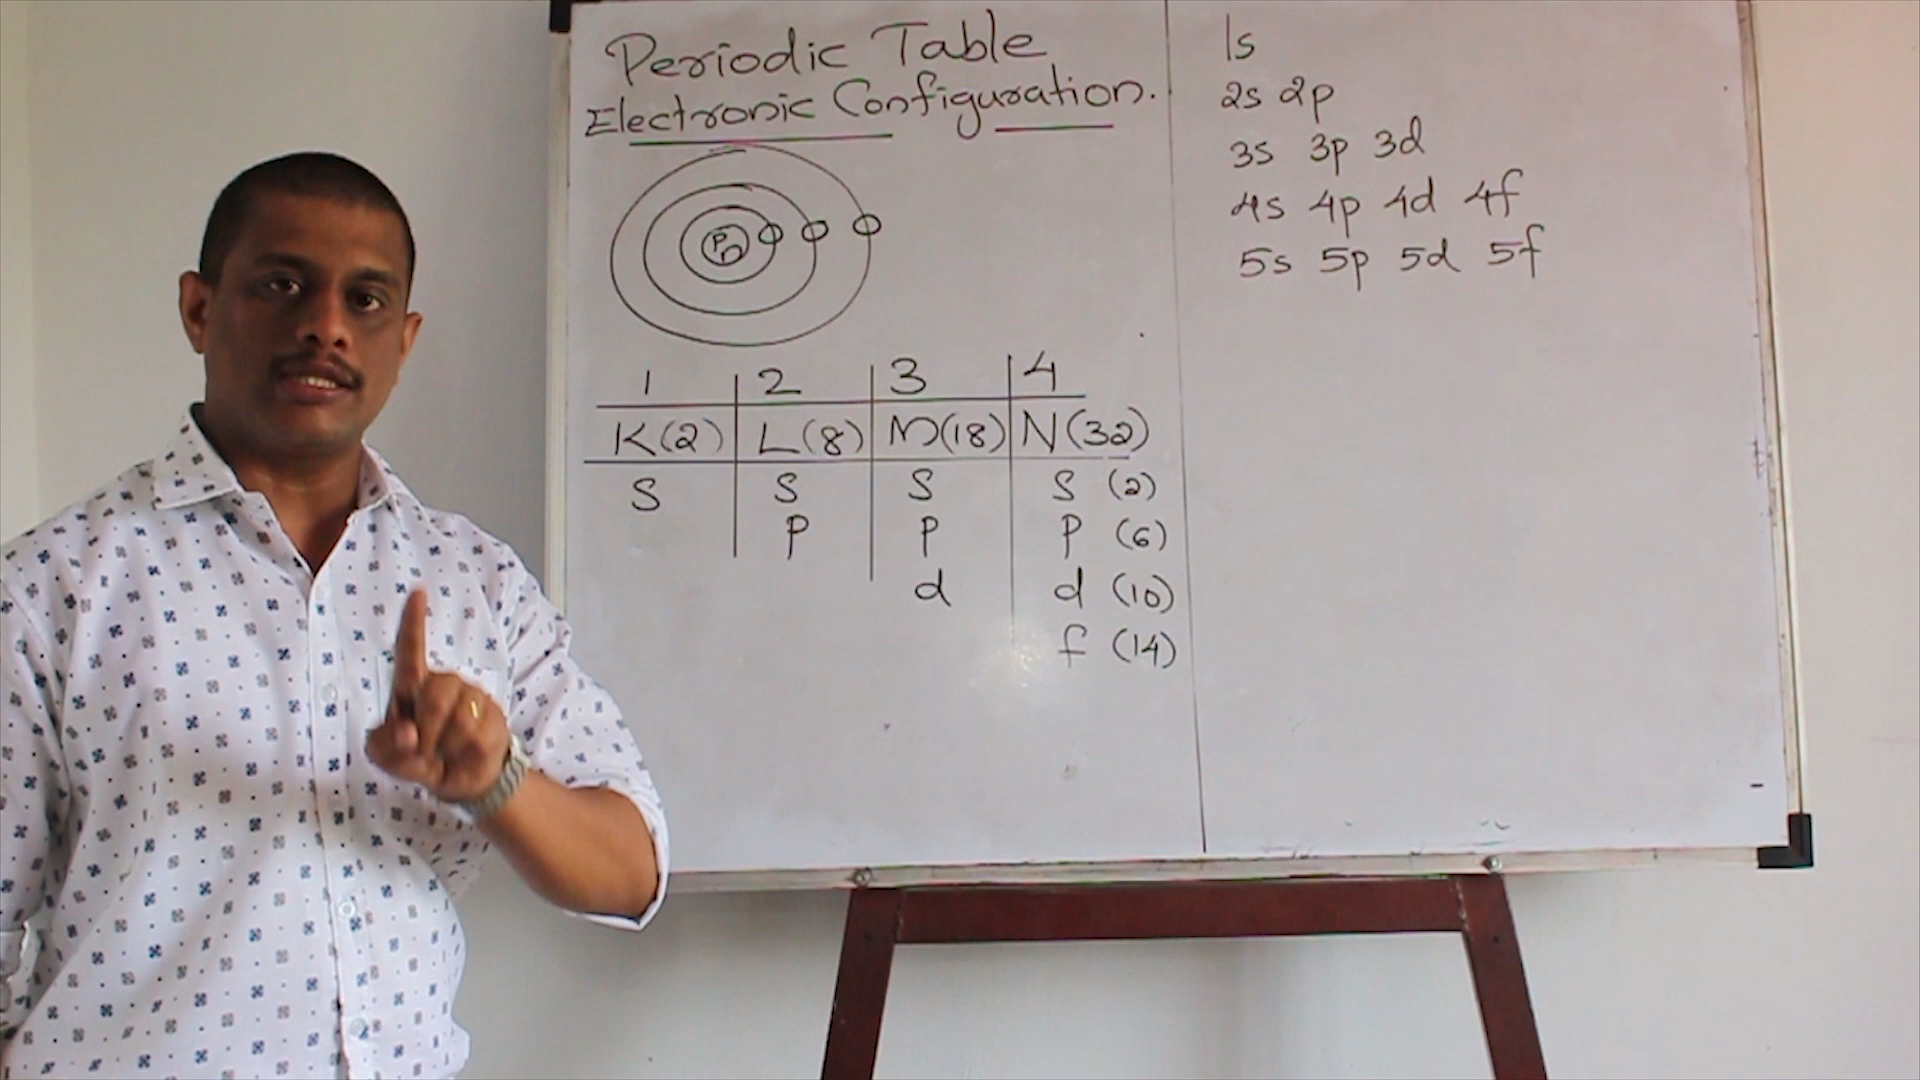 Periodic Table
Electronic Configuration.
P
n
1 2 3 4
K(2) L(8) M(18) N(32)
S S S S (2)
P P P (6)
d d (10)
f (14)
1s
2s 2p
3s 3p 3d
4s 4p 4d 4f
5s 5p 5d 5f